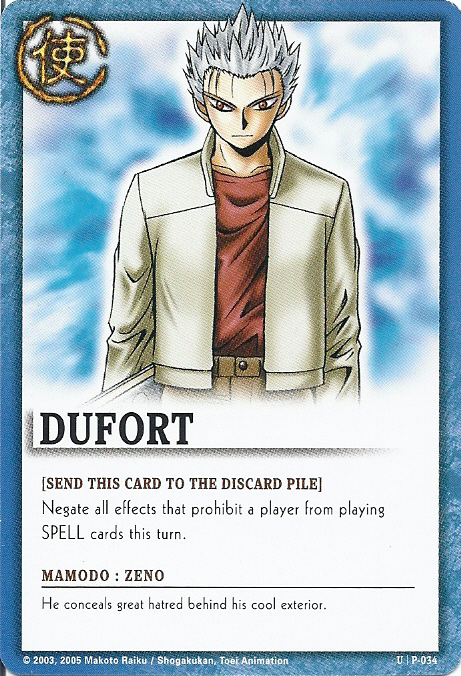 使
DUFORT
[SEND THIS CARD TO THE DISCARD PILE]
Negate all effects that prohibit a player from playing
SPELL cards this turn.
MAMODO : ZENO
He conceals great hatred behind his cool exterior.
© 2003, 2005 Makoto Raiku / Shogakukan, Toei Animation
U | P-034